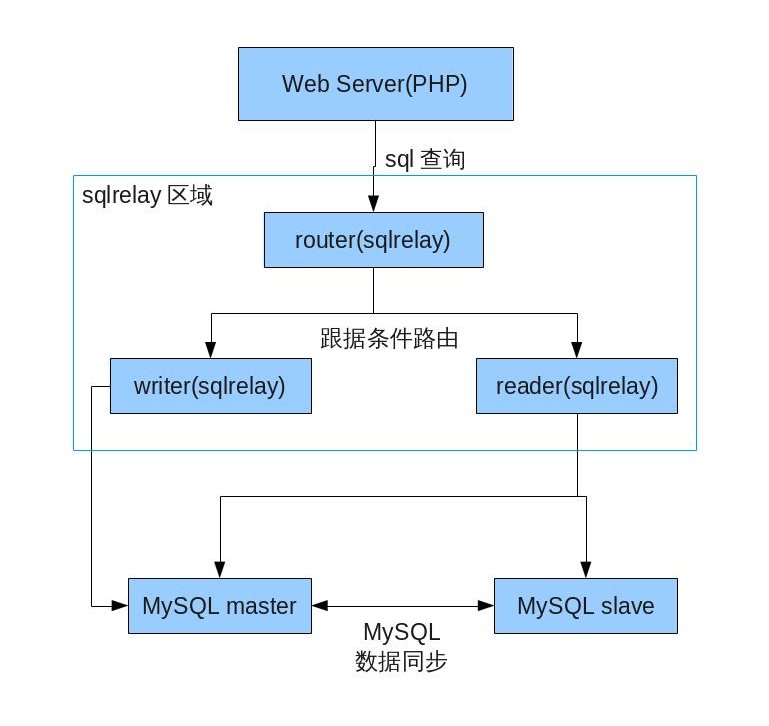 Web Server(PHP)
sql 查询
sqlrelay 区域
router(sqlrelay)
跟据条件路由
writer(sqlrelay)
reader(sqlrelay)
MySQL master
MySQL slave
MySQL
数据同步